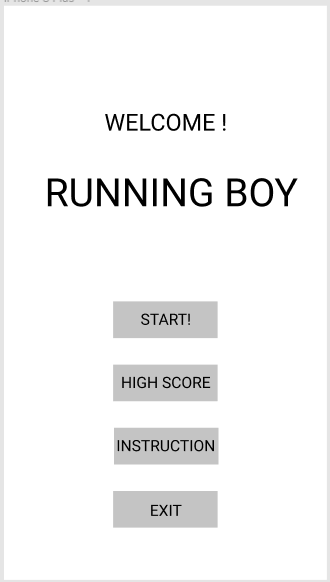 WELCOME !
RUNNING BOY
START!
HIGH SCORE
INSTRUCTION
EXIT